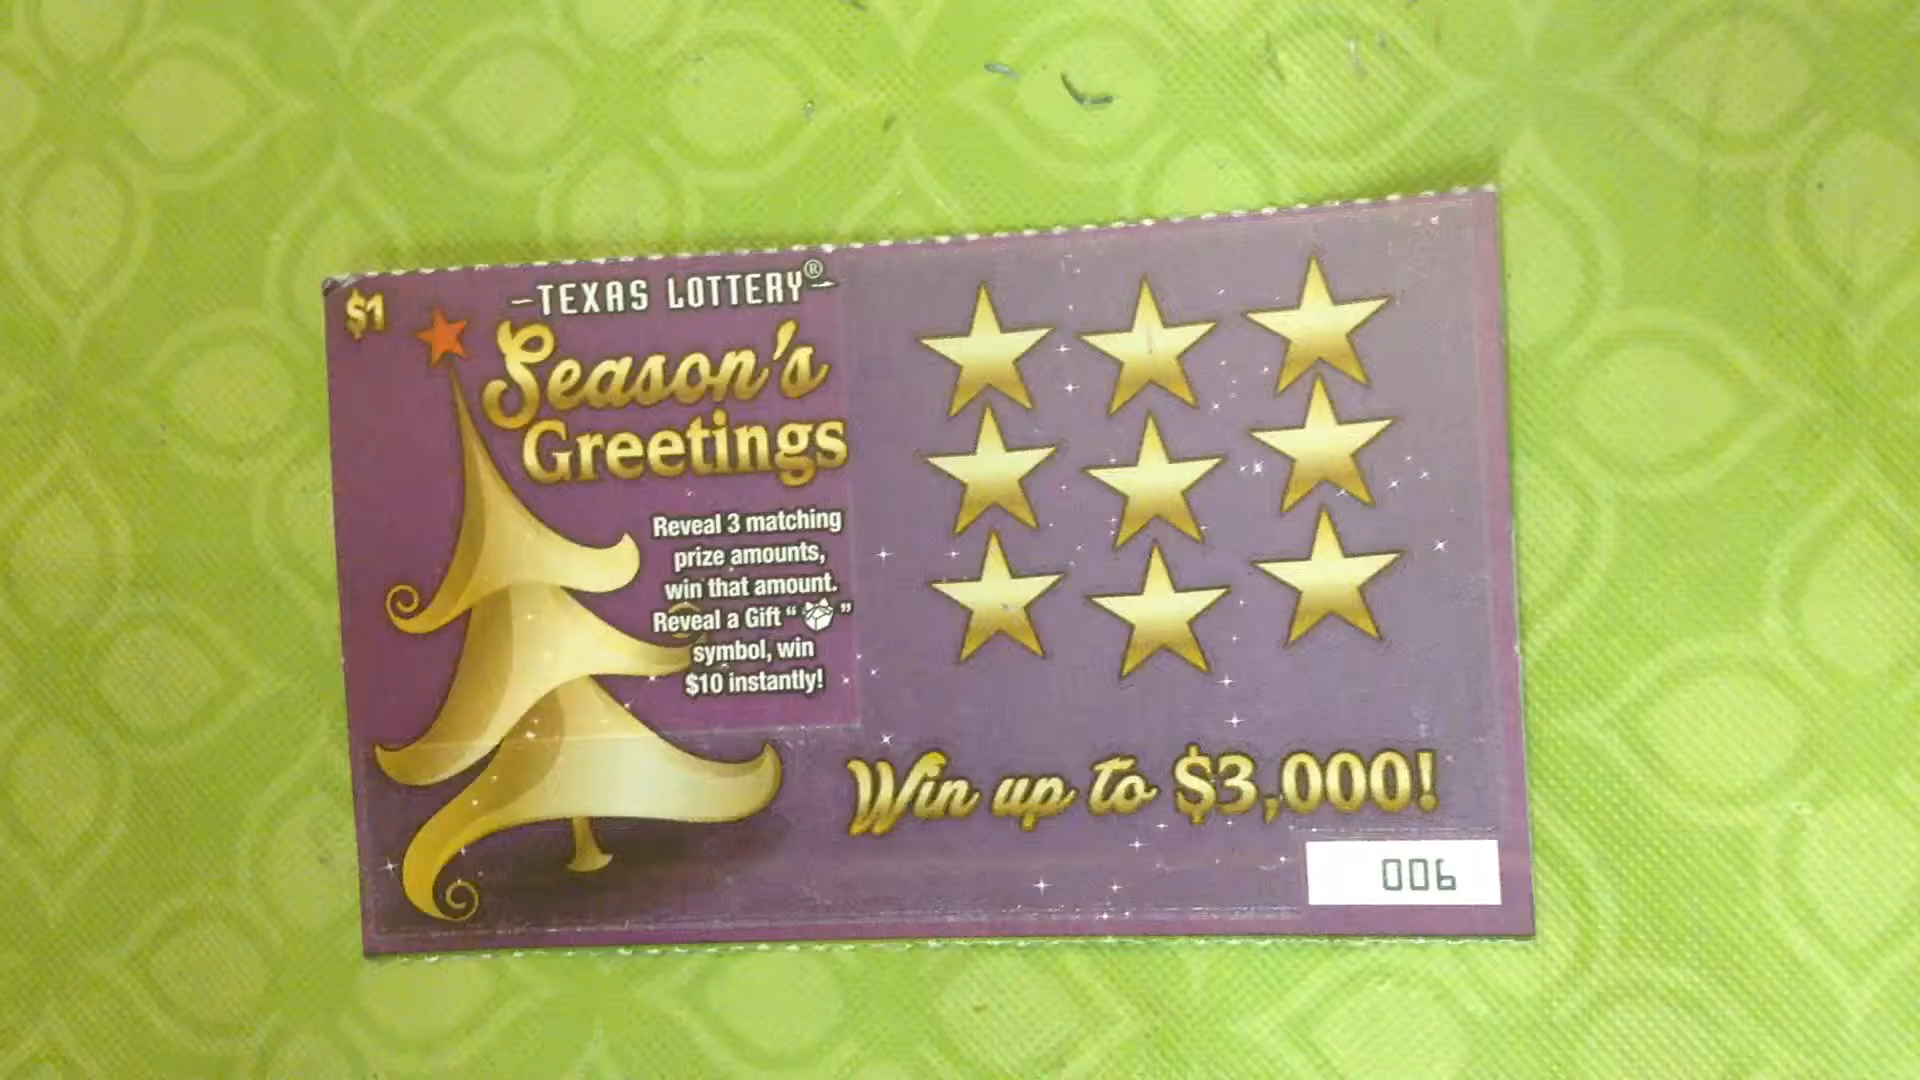 $1
TEXAS LOTTERY®
Season's
Greetings
Reveal 3 matching
prize amounts,
win that amount.
Reveal a Gift " "
symbol, win
$10 instantly!
Win up to $3,000!
006